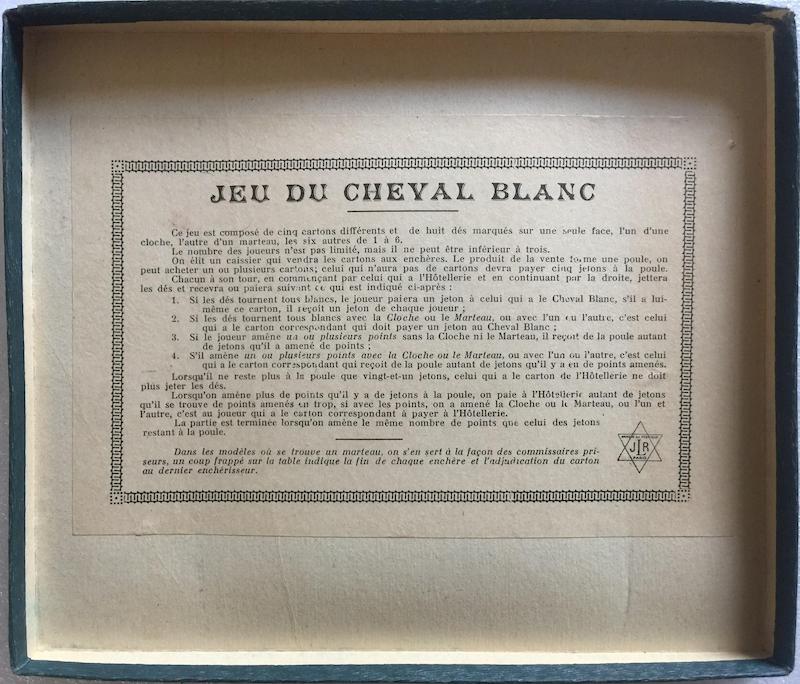 JEU DU CHEVAL BLANC
Ce jeu est composé de cinq cartons différents et de huit dés marqués sur une seule face, l'un d'une
cloche, l'autre d'un marteau, les six autres de 1 à 6.
Le nombre des joueurs n'est pas limité, mais il ne peut être inférieur à trois.
On élit un caissier qui vendra les cartons aux enchères. Le produit de la vente forme une poule, on
peut acheter un ou plusieurs cartons; celui qui n'aura pas de cartons devra payer cinq jetons à la poule.
Chacun à son tour, en commençant par celui qui a l'Hôtellerie et en continuant par la droite, jettera
les dés et recevra ou paiera suivant ce qui est indiqué ci-après :
1. Si les dés tournent tous blancs, le joueur paiera un jeton à celui qui a le Cheval Blanc, s'il a lui-
même ce carton, il reçoit un jeton de chaque joueur ;
2. Si les dés tournent tous blancs avec la Cloche ou le Marteau, ou avec l'un ou l'autre, c'est celui
qui a le carton correspondant qui doit payer un jeton au Cheval Blanc ;
3. Si le joueur amène un ou plusieurs points sans la Cloche ni le Marteau, il reçoit de la poule autant
de jetons qu'il a amené de points ;
4. S'il amène un ou plusieurs points avec la Cloche ou le Marteau, ou avec l'un ou l'autre, c'est celui
qui a le carton correspondant qui reçoit de la poule autant de jetons qu'il y a eu de points amenés.
Lorsqu'il ne reste plus à la poule que vingt-et-un jetons, celui qui a le carton de l'Hôtellerie ne doit
plus jeter les dés.
Lorsqu'on amène plus de points qu'il y a de jetons à la poule, on paie à l'Hôtellerie autant de jetons
qu'il se trouve de points amenés en trop, si avec les points, on a amené la Cloche ou le Marteau, ou l'un et
l'autre, c'est au joueur qui a le carton correspondant à payer à l'Hôtellerie.
La partie est terminée lorsqu'on amène le même nombre de points que celui des jetons
restant à la poule.
Dans les modèles où se trouve un marteau, on s'en sert à la façon des commissaires pri-
seurs, un coup frappé sur la table indique la fin de chaque enchère et l'adjudication du carton
au dernier enchérisseur.
JJR
PARIS